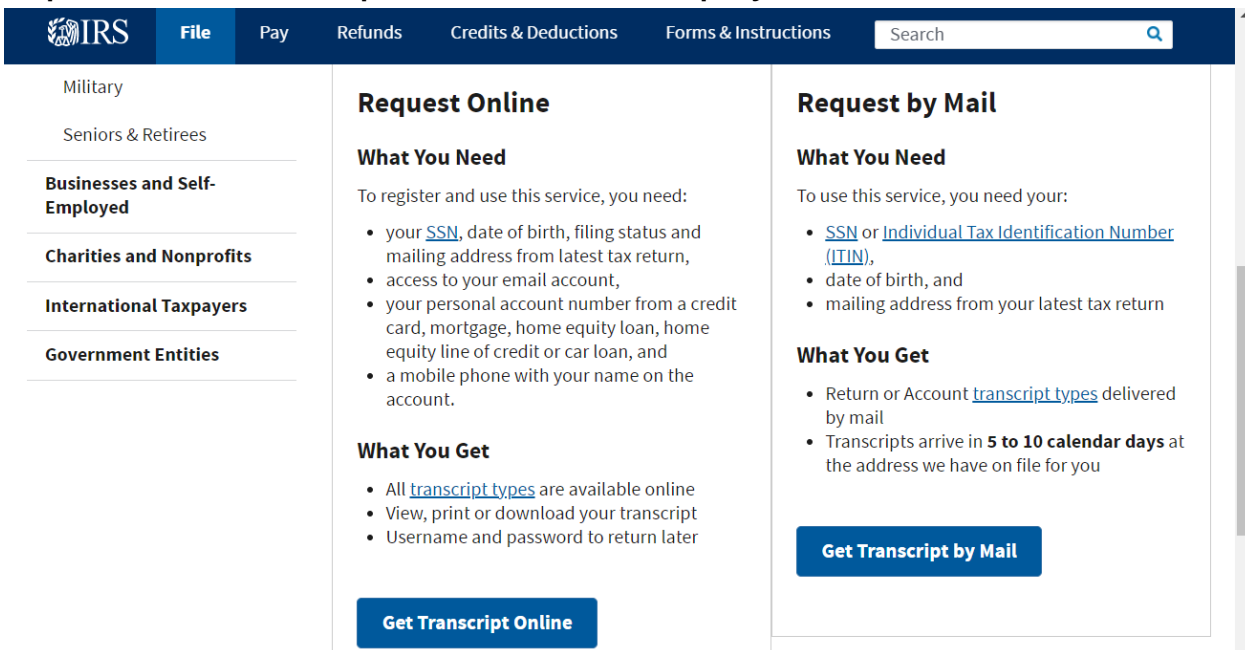 IRS File Pay Refunds Credits & Deductions Forms & Instructions Search
Military
Seniors & Retirees
Businesses and Self-
Employed
Charities and Nonprofits
International Taxpayers
Government Entities
Request Online
What You Need
To register and use this service, you need:
• your SSN, date of birth, filing status and
mailing address from latest tax return,
• access to your email account,
• your personal account number from a credit
card, mortgage, home equity loan, home
equity line of credit or car loan, and
• a mobile phone with your name on the
account.
What You Get
• All transcript types are available online
• View, print or download your transcript
• Username and password to return later
Get Transcript Online
Request by Mail
What You Need
To use this service, you need your:
• SSN or Individual Tax Identification Number
(ITIN),
• date of birth, and
• mailing address from your latest tax return
What You Get
• Return or Account transcript types delivered
by mail
• Transcripts arrive in 5 to 10 calendar days at
the address we have on file for you
Get Transcript by Mail